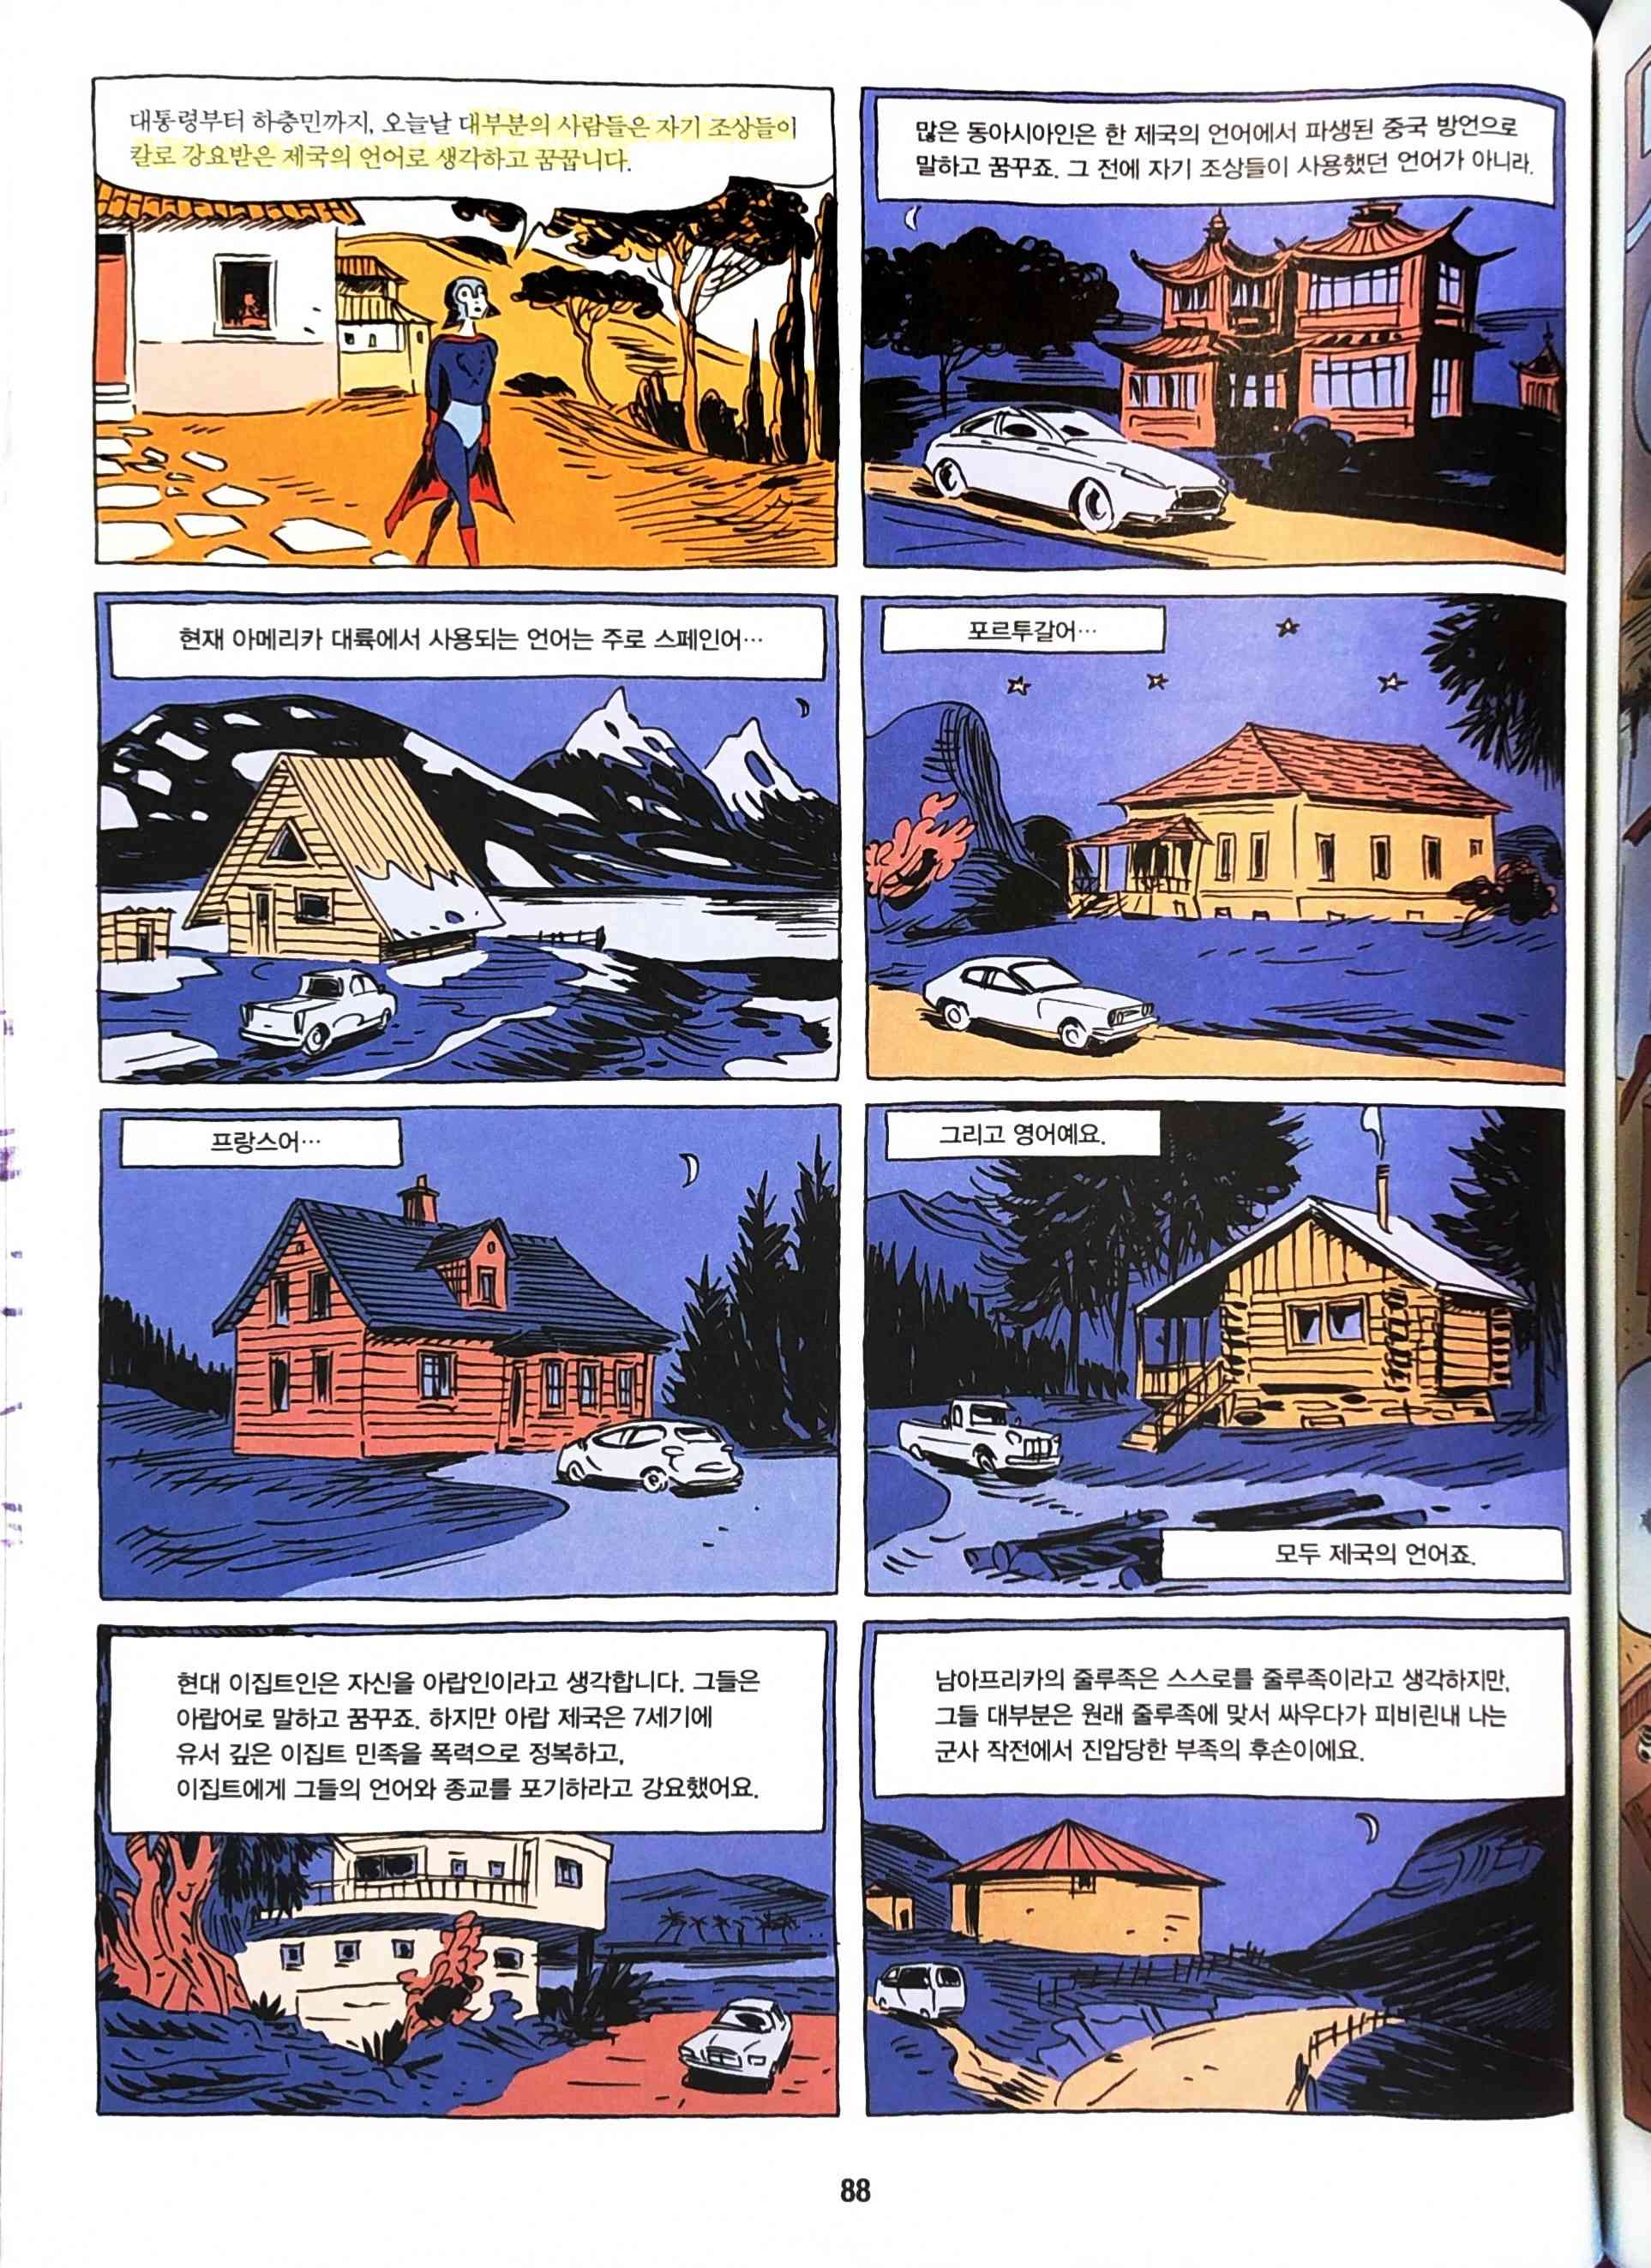 대통령부터 하층민까지, 오늘날 대부분의 사람들은 자기 조상들이
칼로 강요받은 제국의 언어로 생각하고 꿈꿉니다.
많은 동아시아인은 한 제국의 언어에서 파생된 중국 방언으로
말하고 꿈꾸죠. 그 전에 자기 조상들이 사용했던 언어가 아니라.
현재 아메리카 대륙에서 사용되는 언어는 주로 스페인어…
포르투갈어…
프랑스어…
그리고 영어예요.
모두 제국의 언어죠.
현대 이집트인은 자신을 아랍인이라고 생각합니다. 그들은
아랍어로 말하고 꿈꾸죠. 하지만 아랍 제국은 7세기에
유서 깊은 이집트 민족을 폭력으로 정복하고,
이집트에게 그들의 언어와 종교를 포기하라고 강요했어요.
남아프리카의 줄루족은 스스로를 줄루족이라고 생각하지만,
그들 대부분은 원래 줄루족에 맞서 싸우다가 피비린내 나는
군사 작전에서 진압당한 부족의 후손이에요.
88